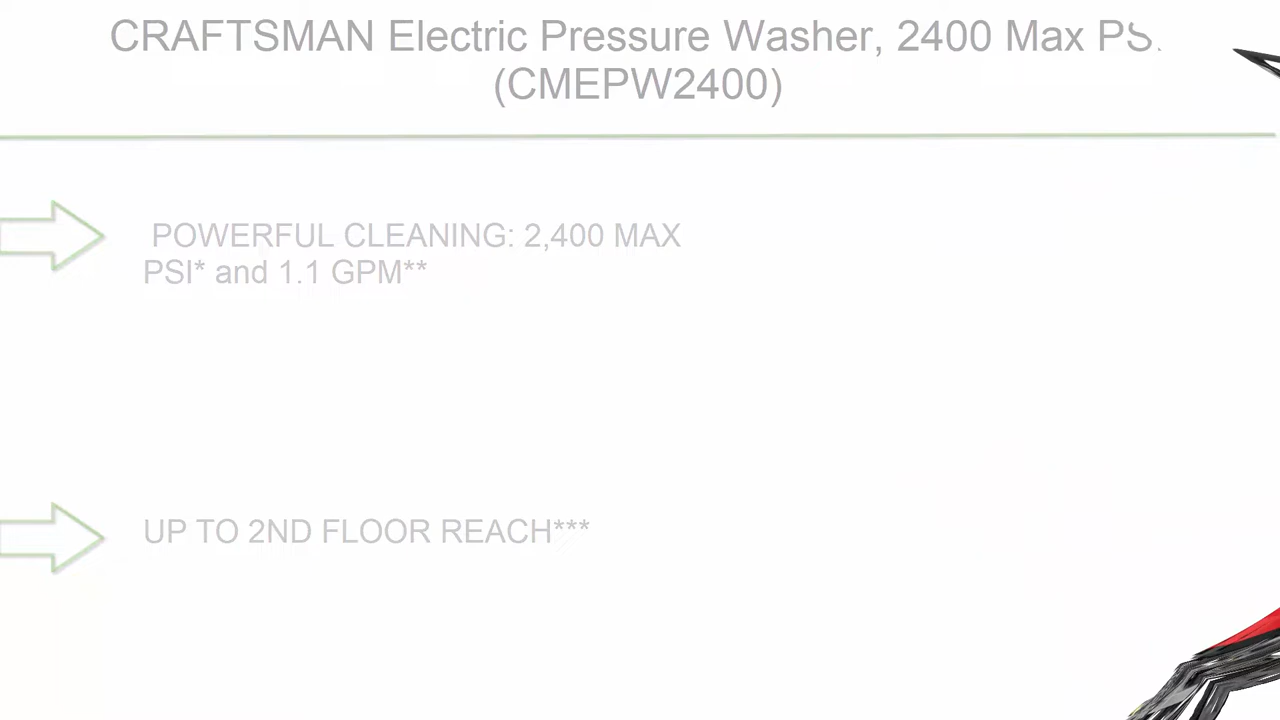 CRAFTSMAN Electric Pressure Washer, 2400 Max PS
(CMEPW2400)
POWERFUL CLEANING: 2,400 MAX
PSI* and 1.1 GPM**
UP TO 2ND FLOOR REACH***